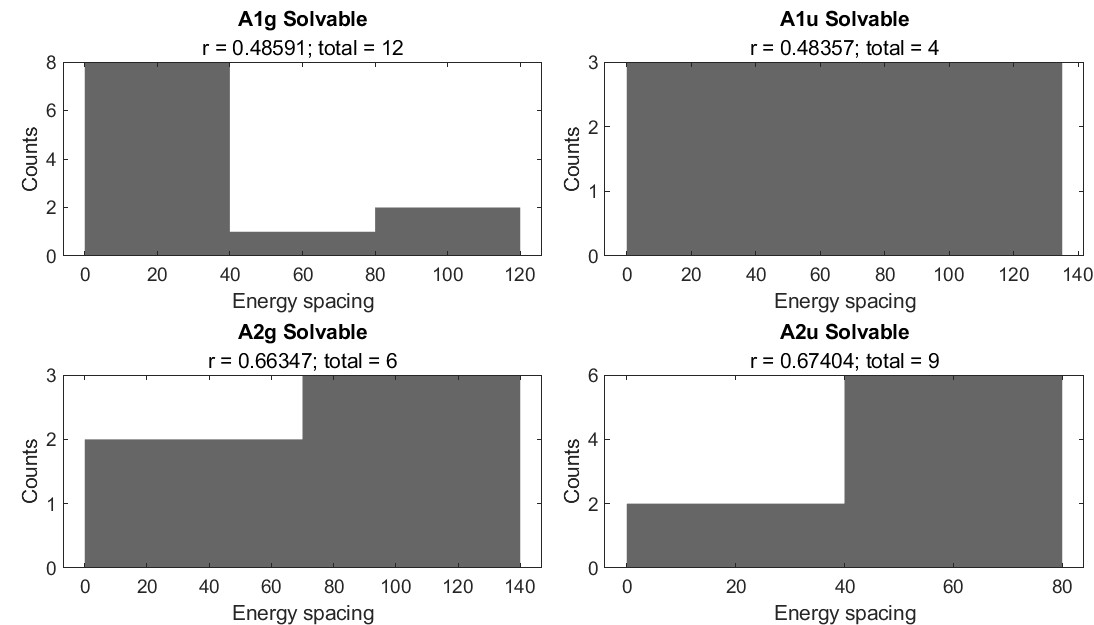 A1g Solvable
r = 0.48591; total = 12
8
6
4
2
0
Counts
0 20 40 60 80 100 120
Energy spacing
A1u Solvable
r = 0.48357; total = 4
3
2
1
0
Counts
0 20 40 60 80 100 120 140
Energy spacing
A2g Solvable
r = 0.66347; total = 6
3
2
1
0
Counts
0 20 40 60 80 100 120 140
Energy spacing
A2u Solvable
r = 0.67404; total = 9
6
4
2
0
Counts
0 20 40 60 80
Energy spacing